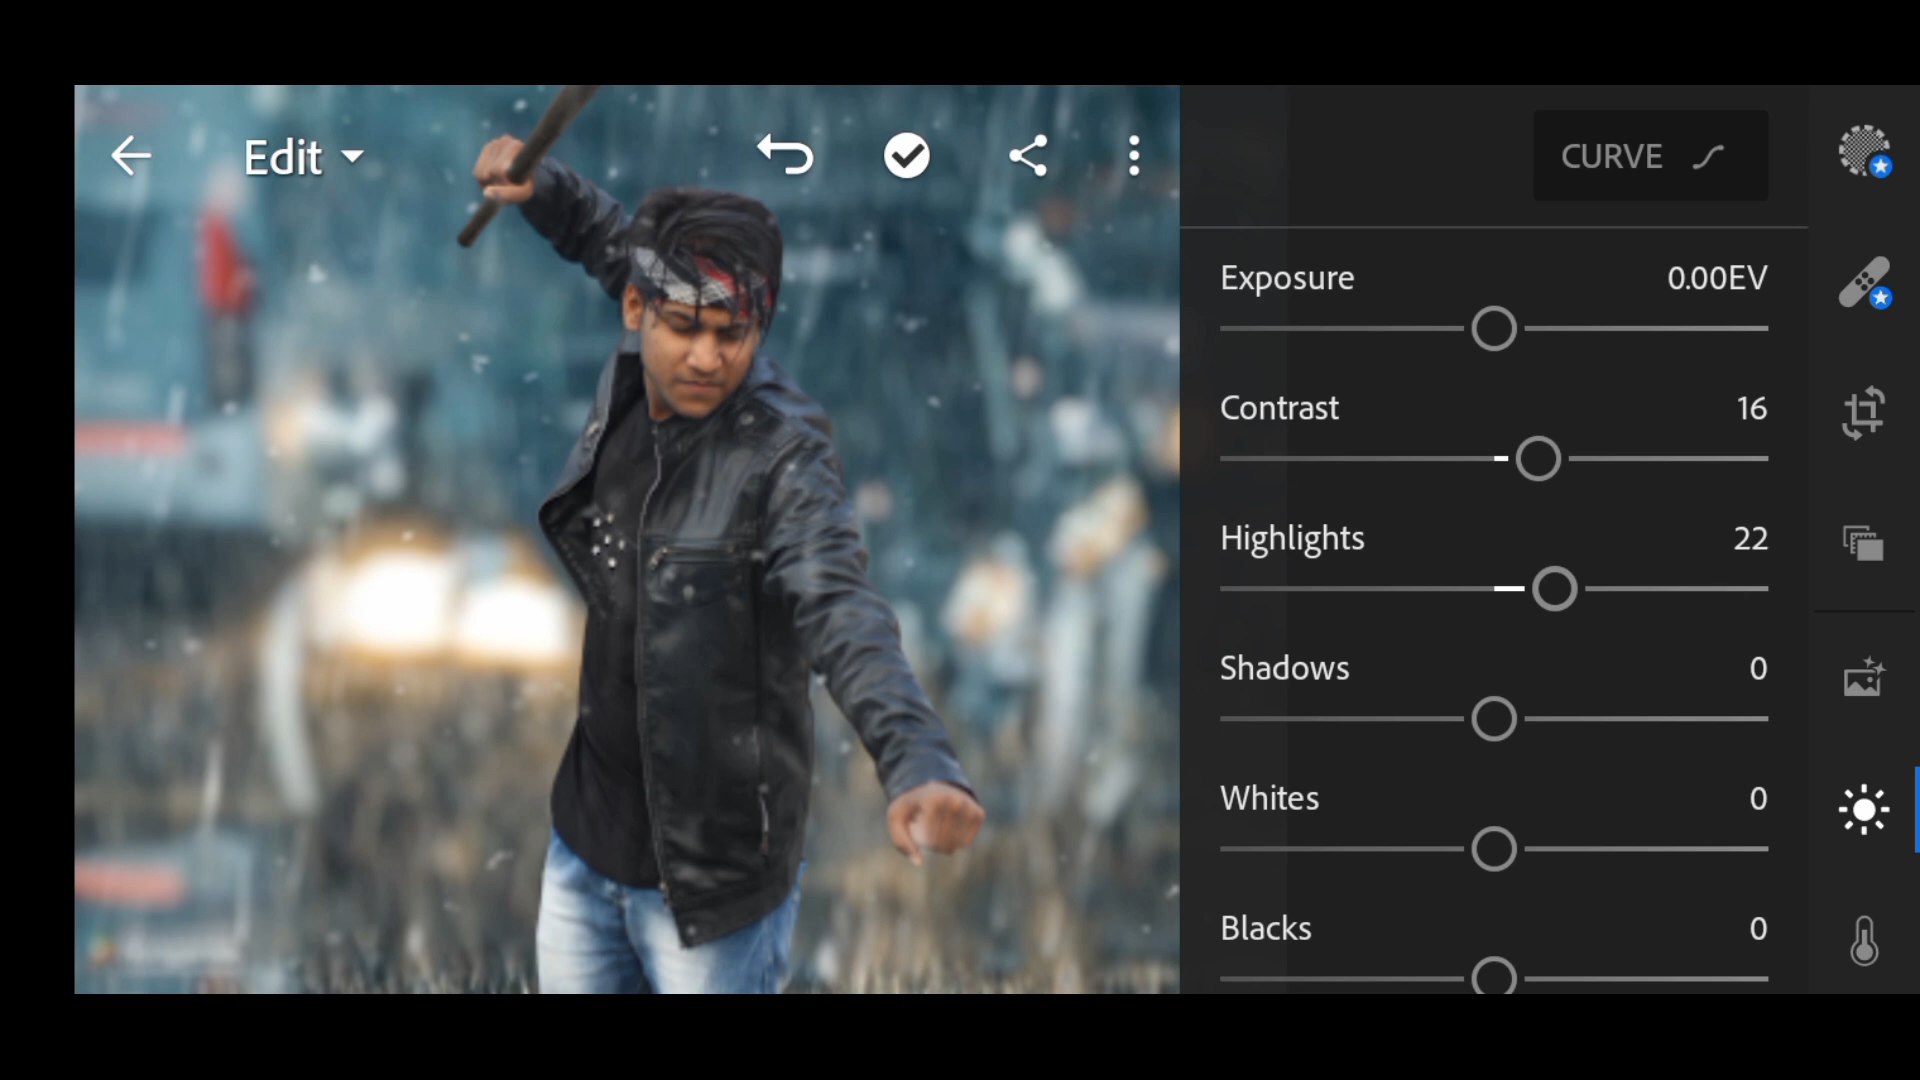 Edit
CURVE
Exposure 0.00EV
Contrast 16
Highlights 22
Shadows 0
Whites 0
Blacks 0